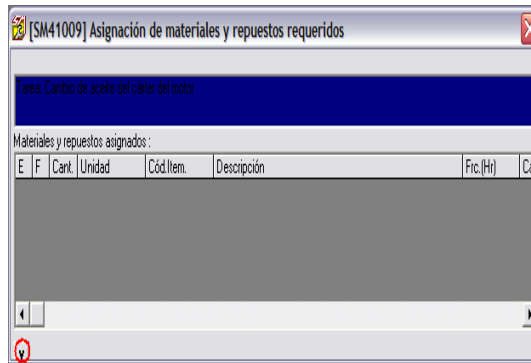 [SM41009] Asignación de materiales y repuestos requeridos
Tarea: Cambio de aceite del cárter del motor
Materiales y repuestos asignados :
E F Cant. Unidad Cód.Item. Descripción Frc.(Hr) Ca
v